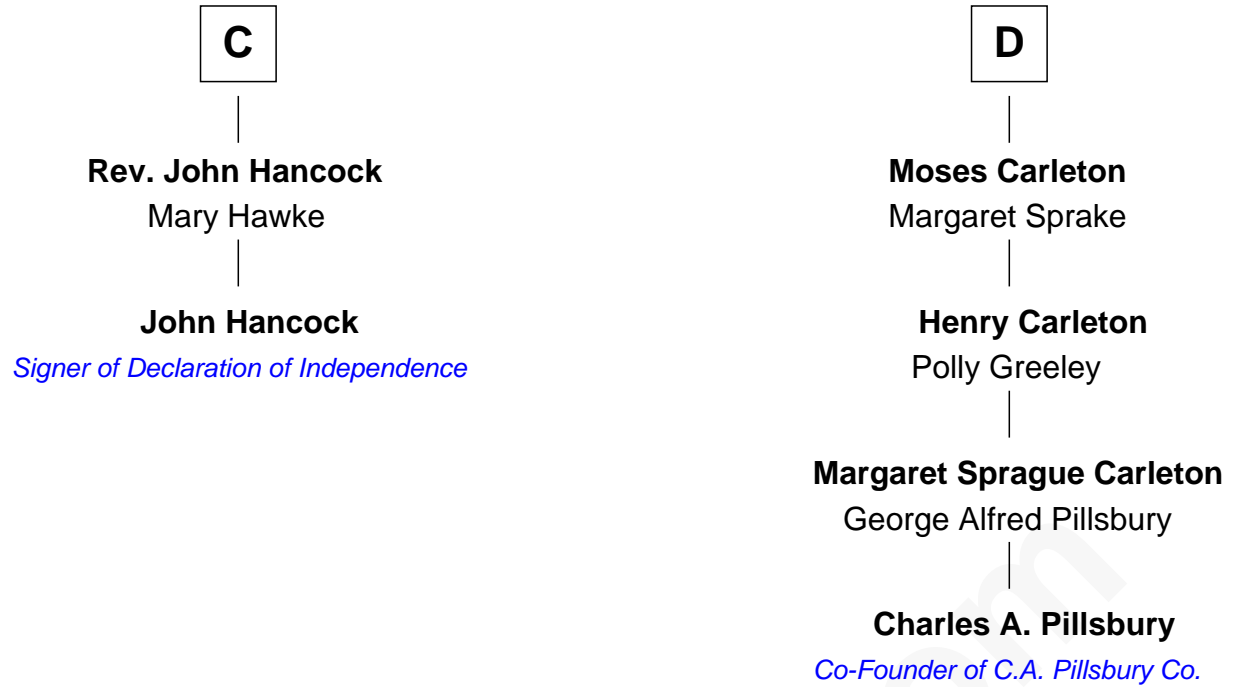 C
Rev. John Hancock
Mary Hawke
John Hancock
Signer of Declaration of Independence
D
Moses Carleton
Margaret Sprake
Henry Carleton
Polly Greeley
Margaret Sprague Carleton
George Alfred Pillsbury
Charles A. Pillsbury
Co-Founder of C.A. Pillsbury Co.